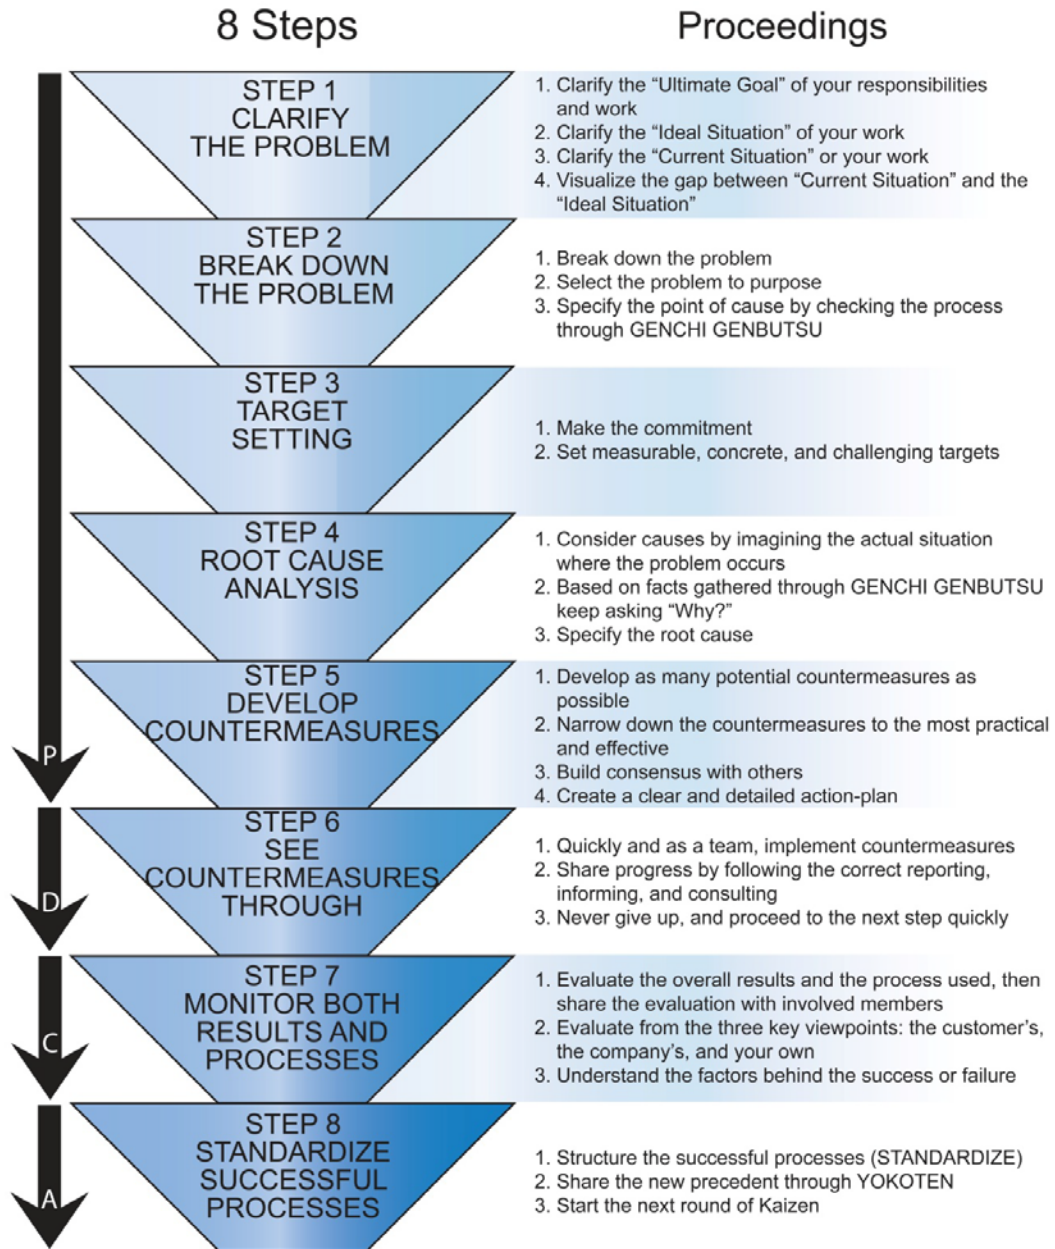 8 Steps
Proceedings
STEP 1
CLARIFY
THE PROBLEM
1. Clarify the “Ultimate Goal” of your responsibilities
and work
2. Clarify the “Ideal Situation” of your work
3. Clarify the “Current Situation” or your work
4. Visualize the gap between “Current Situation” and the
“Ideal Situation”
STEP 2
BREAK DOWN
THE PROBLEM
1. Break down the problem
2. Select the problem to purpose
3. Specify the point of cause by checking the process
through GENCHI GENBUTSU
STEP 3
TARGET
SETTING
1. Make the commitment
2. Set measurable, concrete, and challenging targets
STEP 4
ROOT CAUSE
ANALYSIS
1. Consider causes by imagining the actual situation
where the problem occurs
2. Based on facts gathered through GENCHI GENBUTSU
keep asking “Why?”
3. Specify the root cause
STEP 5
DEVELOP
COUNTERMEASURES
1. Develop as many potential countermeasures as
possible
2. Narrow down the countermeasures to the most practical
and effective
3. Build consensus with others
4. Create a clear and detailed action-plan
P
STEP 6
SEE
COUNTERMEASURES
THROUGH
1. Quickly and as a team, implement countermeasures
2. Share progress by following the correct reporting,
informing, and consulting
3. Never give up, and proceed to the next step quickly
D
STEP 7
MONITOR BOTH
RESULTS AND
PROCESSES
1. Evaluate the overall results and the process used, then
share the evaluation with involved members
2. Evaluate from the three key viewpoints: the customer’s,
the company’s, and your own
3. Understand the factors behind the success or failure
C
STEP 8
STANDARDIZE
SUCCESSFUL
PROCESSES
1. Structure the successful processes (STANDARDIZE)
2. Share the new precedent through YOKOTEN
3. Start the next round of Kaizen
A